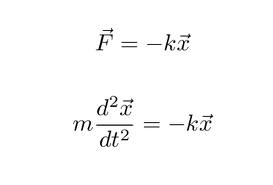 $\vec{F} = -k\vec{x}$
$m\frac{d^2\vec{x}}{dt^2} = -k\vec{x}$